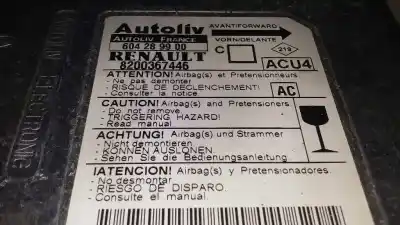 Autoliv
AUTOLIV FRANCE
604 28 99 00
RENAULT
8200367446
AVANT/FORWARD
VORN/DELANTE
C
219
ACU4
ATTENTION! Airbag(s) et Pretensionneurs
- Ne pas demonter
- RISQUE DE DECLENCHEMENT!
- Consulter la notice.
AC
CAUTION! Airbag(s) and Pretensioners
- Do not remove
- TRIGGERING HAZARD!
- Read manual
ACHTUNG! Airbag(s) und Strammer
- Nicht demontieren
- KÖNNEN AUSLÖSEN.
- Sehen Sie die Bedienungsanleitung.
!ATENCION! Airbag(s) y Pretensionadores
- No desmontar
- RIESGO DE DISPARO.
- Consulte el manual.